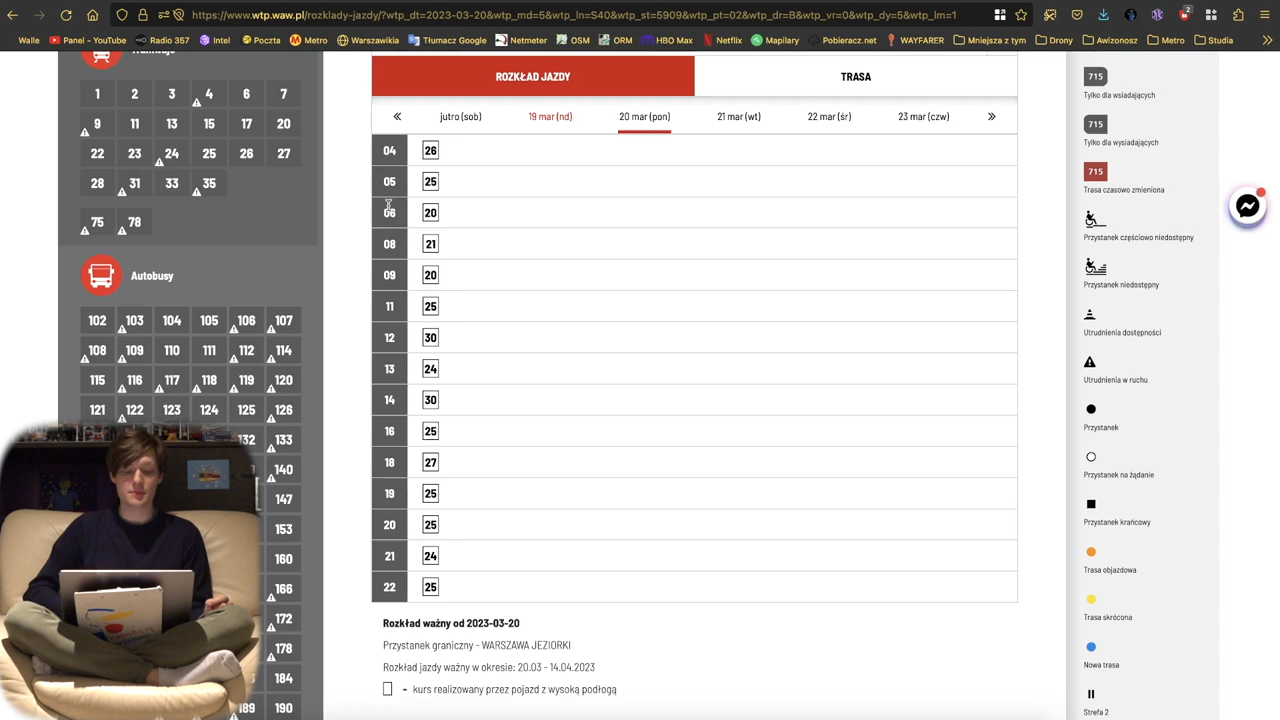 https://www.wtp.waw.pl/rozklady-jazdy/?wtp_dt=2023-03-20&wtp_md=5&wtp_ln=S40&wtp_st=5909&wtp_pt=02&wtp_dr=B&wtp_vr=0&wtp_dy=5&wtp_lm=1
2
Walle Panel - YouTube Radio 357 Intel Poczta Metro Warszawikia Tłumacz Google Netmeter OSM ORM HBO Max Netflix Mapilary Pobieracz.net WAYFARER Mniejsza z tym Drony Awizonosz Metro Studia
1 2 3 4 6 7
9 11 13 15 17 20
22 23 24 25 26 27
28 31 33 35
75 78
Autobusy
102 103 104 105 106 107
108 109 110 111 112 114
115 116 117 118 119 120
121 122 123 124 125 126
132 133
140
147
153
160
166
172
178
184
189 190
ROZKŁAD JAZDY TRASA
jutro (sob) 19 mar (nd) 20 mar (pon) 21 mar (wt) 22 mar (śr) 23 mar (czw)
04 26
05 25
06 20
08 21
09 20
11 25
12 30
13 24
14 30
16 25
18 27
19 25
20 25
21 24
22 25
Rozkład ważny od 2023-03-20
Przystanek graniczny - WARSZAWA JEZIORKI
Rozkład jazdy ważny w okresie: 20.03 - 14.04.2023
- kurs realizowany przez pojazd z wysoką podłogą
715
Tylko dla wsiadających
715
Tylko dla wysiadających
715
Trasa czasowo zmieniona
Przystanek częściowo niedostępny
Przystanek niedostępny
Utrudnienia dostępności
Utrudnienia w ruchu
Przystanek
Przystanek na żądanie
Przystanek krańcowy
Trasa objazdowa
Trasa skrócona
Nowa trasa
Strefa 2